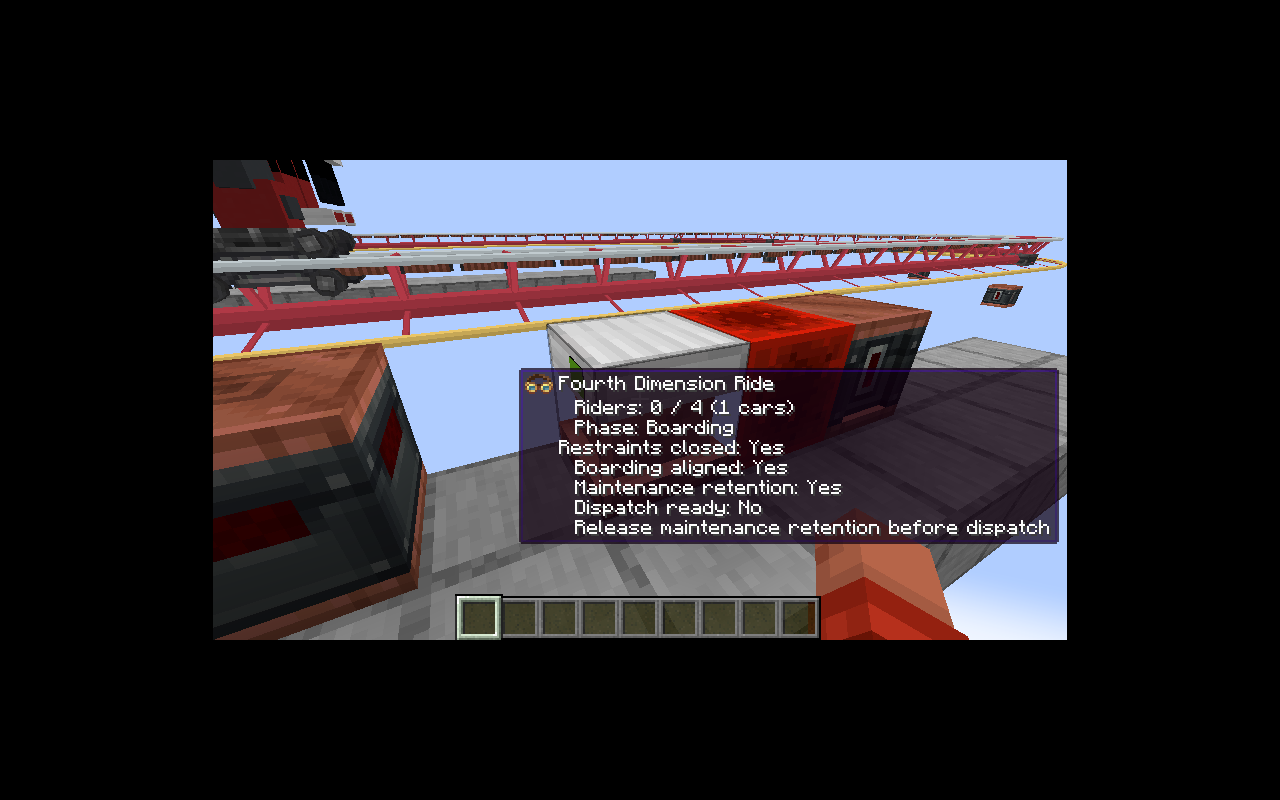 Fourth Dimension Ride
Riders: 0 / 4 (1 cars)
Phase: Boarding
Restraints closed: Yes
Boarding aligned: Yes
Maintenance retention: Yes
Dispatch ready: No
Release maintenance retention before dispatch